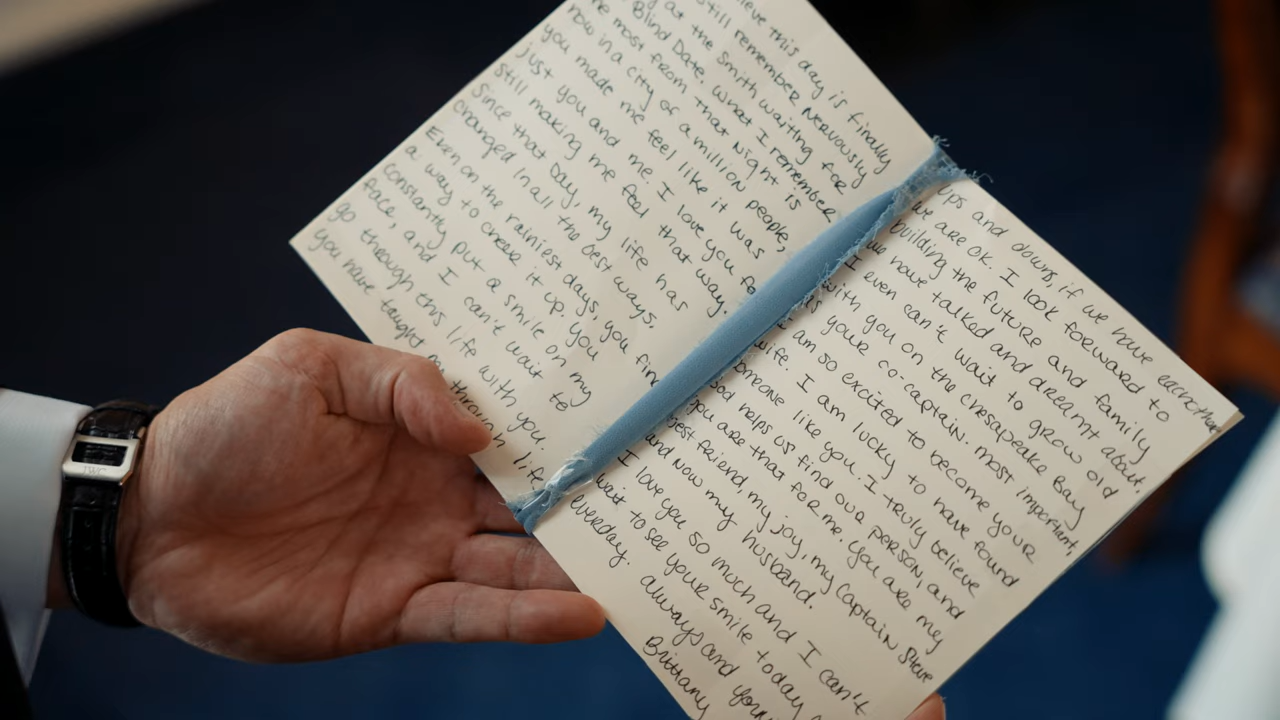 ieve this day is finally
still remember nervously
at the Smith waiting for
Blind Date. What I remember
most from that night is
now in a city of a million people,
you made me feel like it was
just you and me. I love you fo
still making me feel that way.
Since that Day, my life has
changed in all the best ways.
Even on the rainiest days, you fin
a way to cheer it up. You
constantly put a smile on my
face, and I can't wait to
go through this life with you.
you have taught me through life
ups and downs, if we have eachother
we are ok. I look forward to
building the future and family
we have talked and dreamt about,
I even can't wait to grow old
with you on the Chesapeake Bay
as your co-captain. most important,
I am so excited to become your
wife. I am lucky to have found
someone like you. I truly believe
God helps us find our person, and
you are that for me. You are my
best friend, my joy, my Captain Steve
and now my husband.
I love you so much and I can't
wait to see your smile today
everyday. Always and
Brittany
IWC